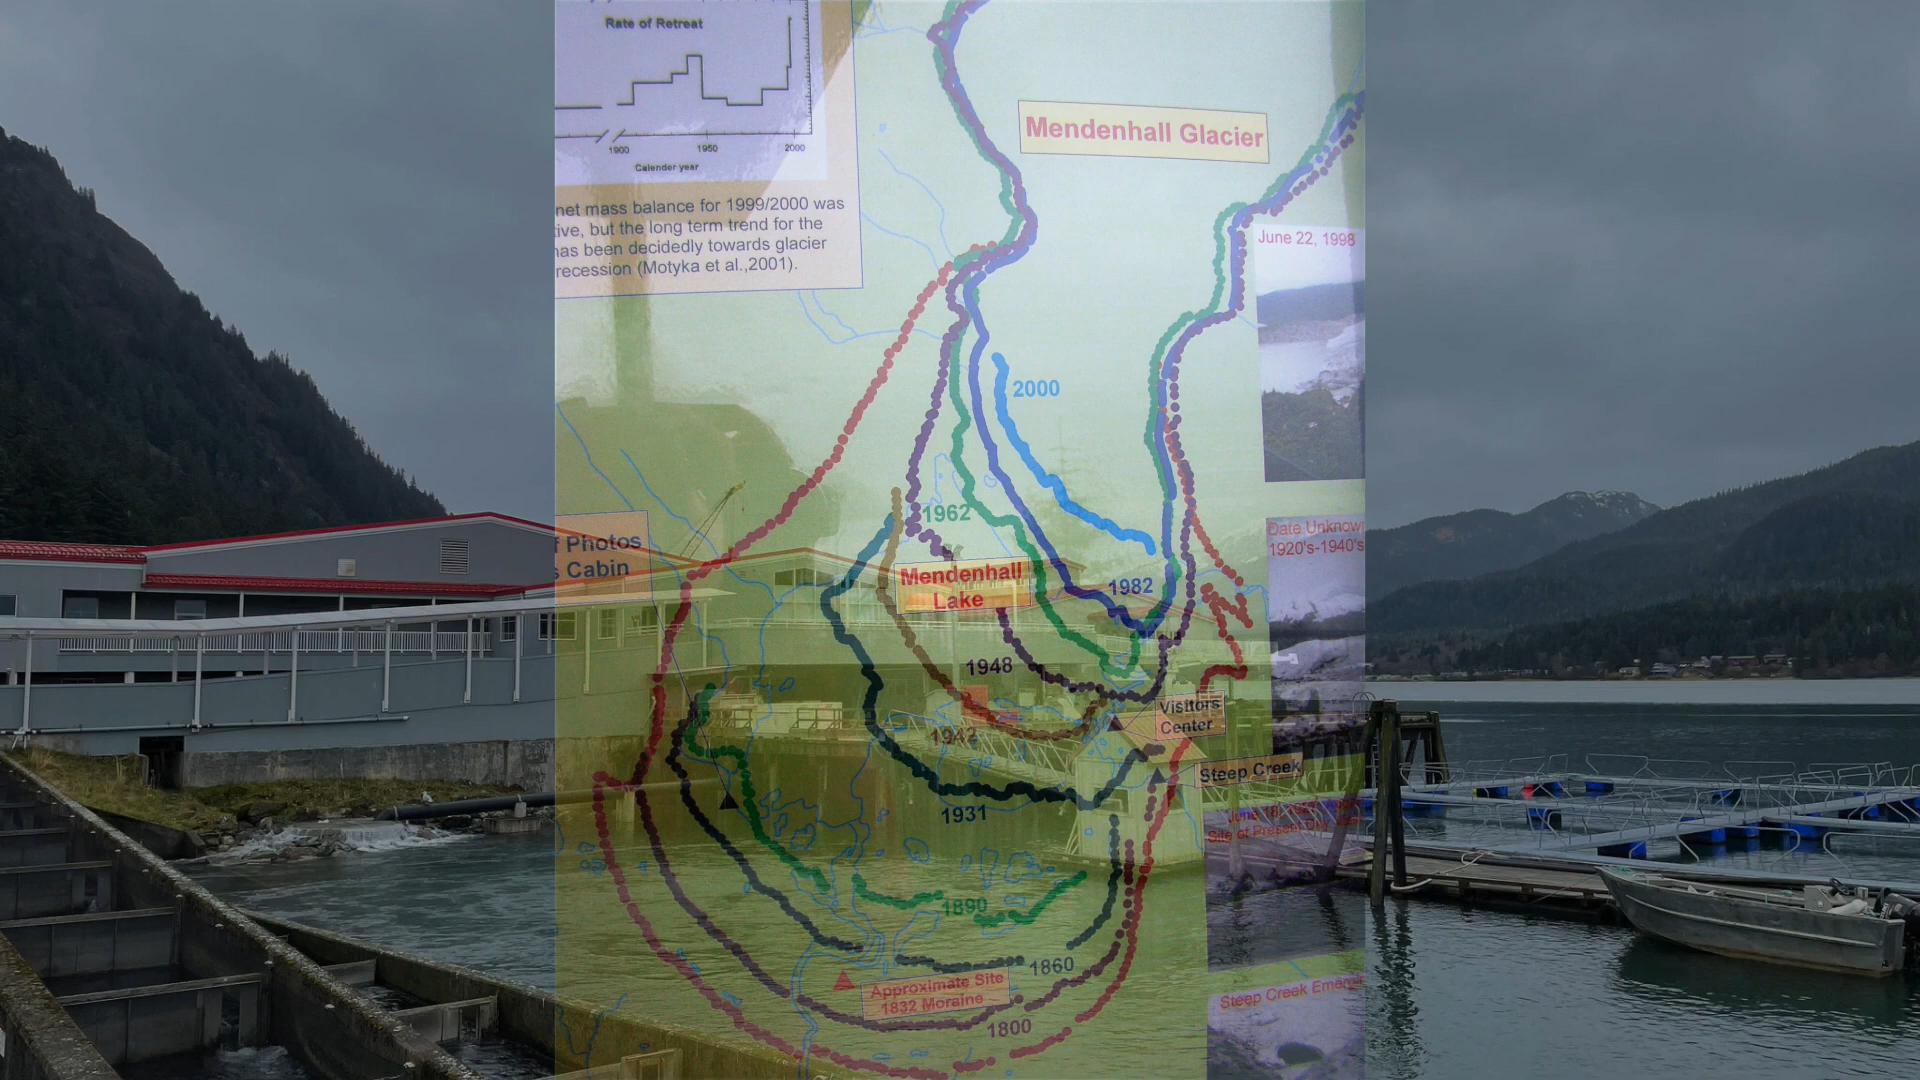 Rate of Retreat
1900 1950 2000
Calender year
net mass balance for 1999/2000 was
tive, but the long term trend for the
has been decidedly towards glacier
recession (Motyka et al.,2001).
Mendenhall Glacier
June 22, 1998
2000
1962
f Photos
s Cabin
Date Unknown
1920's-1940's
Mendenhall
Lake
1982
1948
Visitors
Center
1942
Steep Creek
1931
Site of Present
1890
1860
Approximate Site
1832 Moraine
1800
Steep Creek